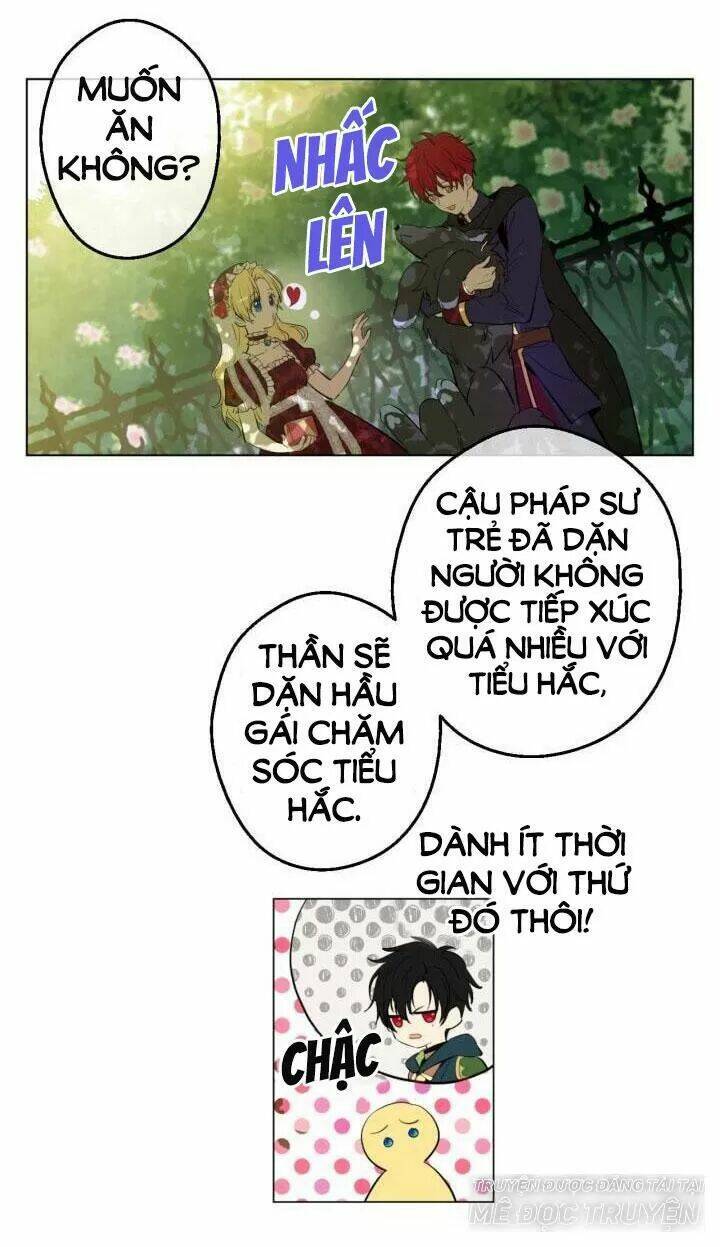 MUỐN
ĂN
KHÔNG?
NHẤC
LÊN
CẬU PHÁP SƯ
TRẺ ĐÃ DẶN
NGƯỜI KHÔNG
ĐƯỢC TIẾP XÚC
QUÁ NHIỀU VỚI
TIỂU HẮC,
THẦN SẼ
DẶN HẦU
GÁI CHĂM
SÓC TIỂU
HẮC.
DÀNH ÍT THỜI
GIAN VỚI THỨ
ĐÓ THÔI!
CHẬC
TRUYỆN ĐƯỢC ĐĂNG TẢI TẠI
MÊ ĐỌC TRUYỆN